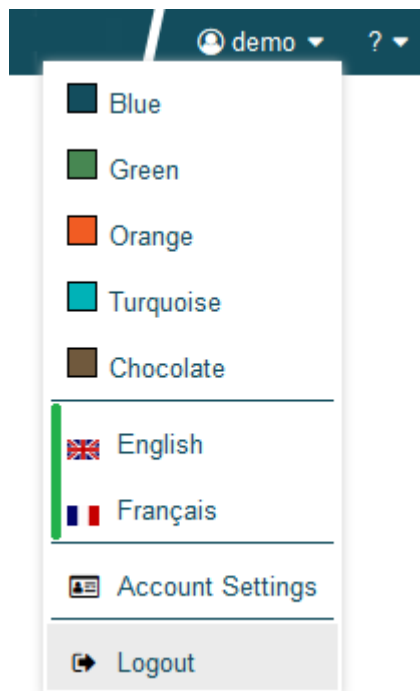 demo ?
Blue
Green
Orange
Turquoise
Chocolate
English
Français
Account Settings
Logout